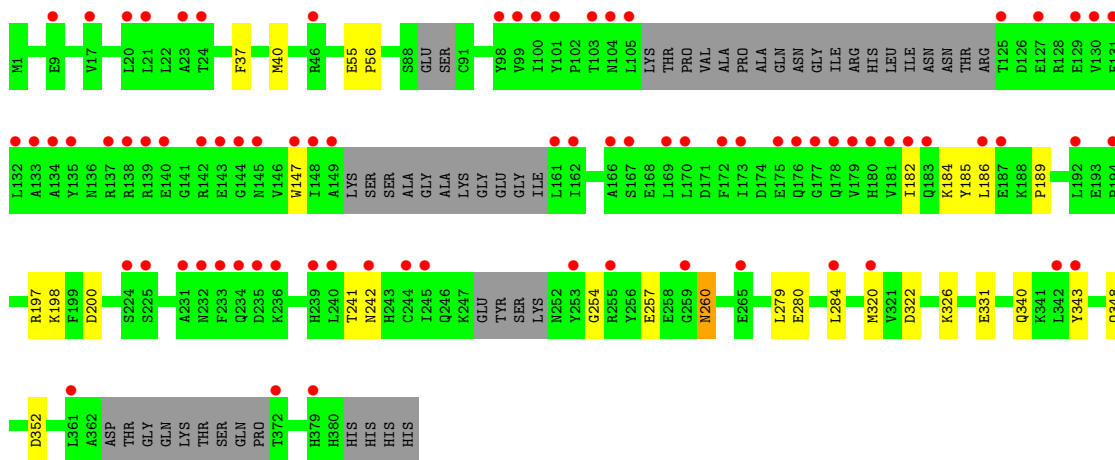 M1 E9 V17 L20 L21 L22 A23 T24 F37 M40 R46 E55 P56 S88 GLU SER C91 Y98 V99 I100 Y101 P102 T103 N104 L105 LYS THR PRO VAL ALA PRO ALA GLN ASN GLY ILE ARG HIS LEU ILE ASN ASN THR ARG T125 D126 E127 R128 E129 V130
L132 A133 A134 Y135 N136 R137 R138 R139 E140 G141 R142 E143 G144 N145 V146 W147 I148 A149 LYS SER SER ALA GLY ALA LYS GLY GLU GLY ILE L161 I162 A166 S167 E168 L169 L170 D171 F172 I173 D174 E175 Q176 G177 Q178 V179 H180 V181 I182 Q183 K184 Y185 L186 E187 K188 P189 L192 E193
R197 K198 F199 D200 S224 S225 A231 N232 F233 Q234 D235 K236 H239 L240 T241 N242 H243 C244 I245 Q246 K247 GLU TYR SER LYS N252 Y253 G254 R255 Y256 E257 E258 G259 N260 E265 L279 E280 L284 M320 V321 D322 K326 E331 Q340 K341 L342 Y343
D352 L361 A362 ASP THR GLY GLN LYS THR SER GLN PRO T372 H379 H380 HIS HIS HIS HIS